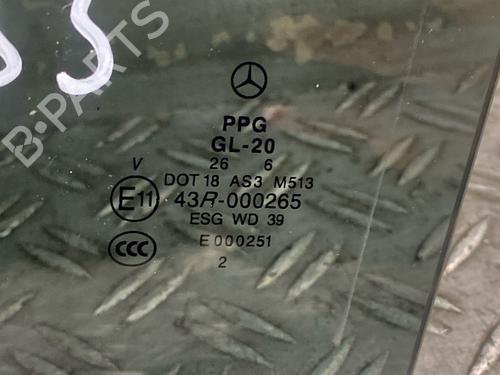 B-PARTS
PPG
GL-20
26 6
V
DOT 18 AS3 M513
E11 43R-000265
ESG WD 39
CCC E 000251
2